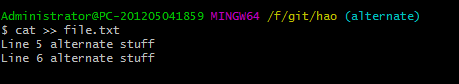 Administrator@PC-201205041859 MINGW64 /f/git/hao (alternate)
$ cat >> file.txt
Line 5 alternate stuff
Line 6 alternate stuff